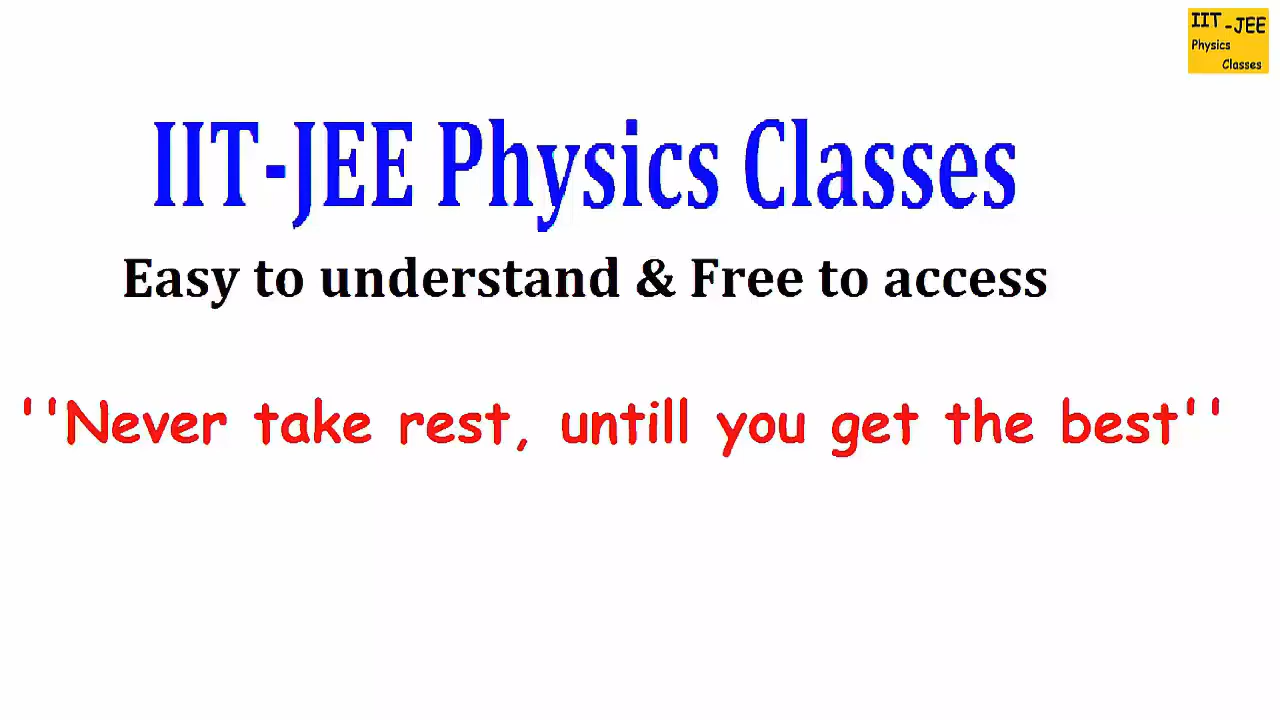 IIT-JEE
Physics
Classes
IIT-JEE Physics Classes
Easy to understand & Free to access
''Never take rest, untill you get the best''